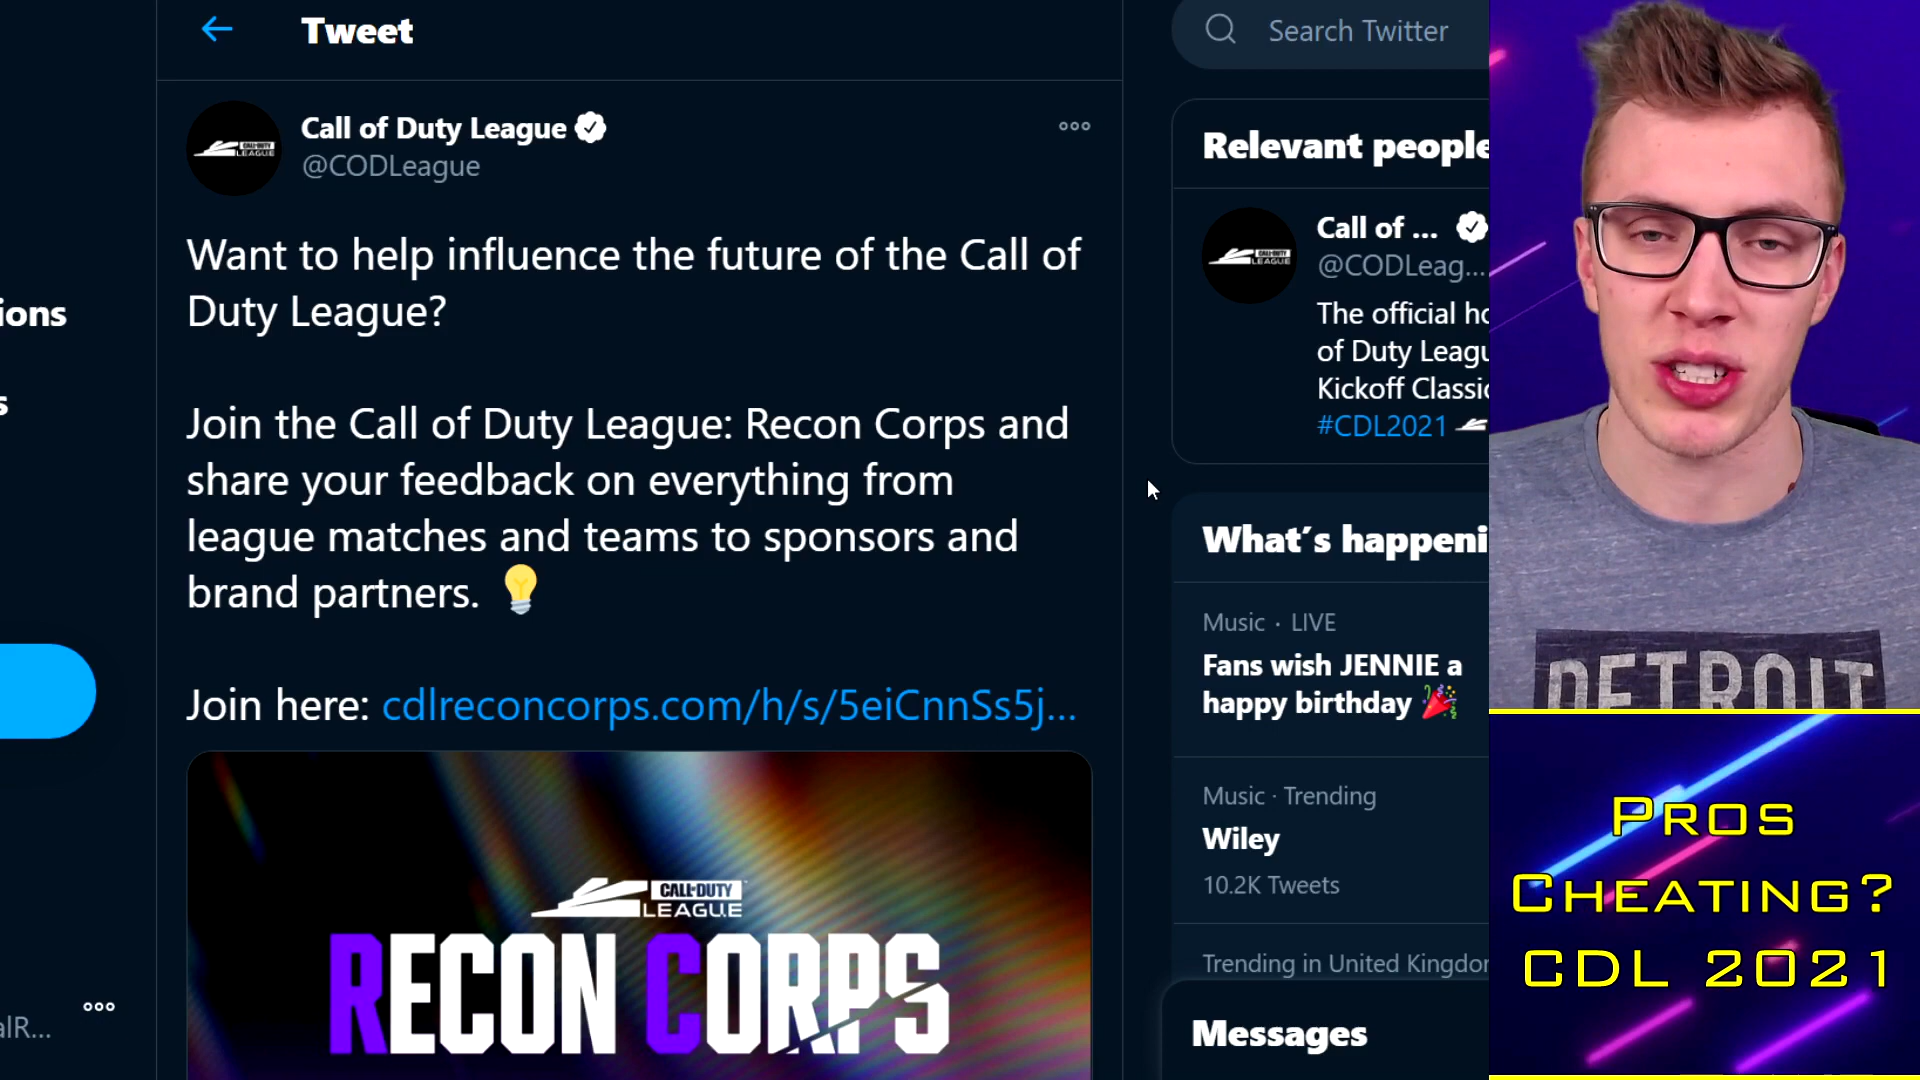 Tweet
Call of Duty League
@CODLeague
Want to help influence the future of the Call of
Duty League?
Join the Call of Duty League: Recon Corps and
share your feedback on everything from
league matches and teams to sponsors and
brand partners.
Join here: cdlreconcorps.com/h/s/5eiCnnSs5j...
CALL OF DUTY
LEAGUE
RECON CORPS
ions
s
alR...
Search Twitter
Relevant people
Call of ...
@CODLeag...
The official ho
of Duty Leagu
Kickoff Classic
#CDL2021
What's happeni
Music · LIVE
Fans wish JENNIE a
happy birthday
Music · Trending
Wiley
10.2K Tweets
Trending in United Kingdor
Messages
DETROIT
PROS
CHEATING?
CDL 2021